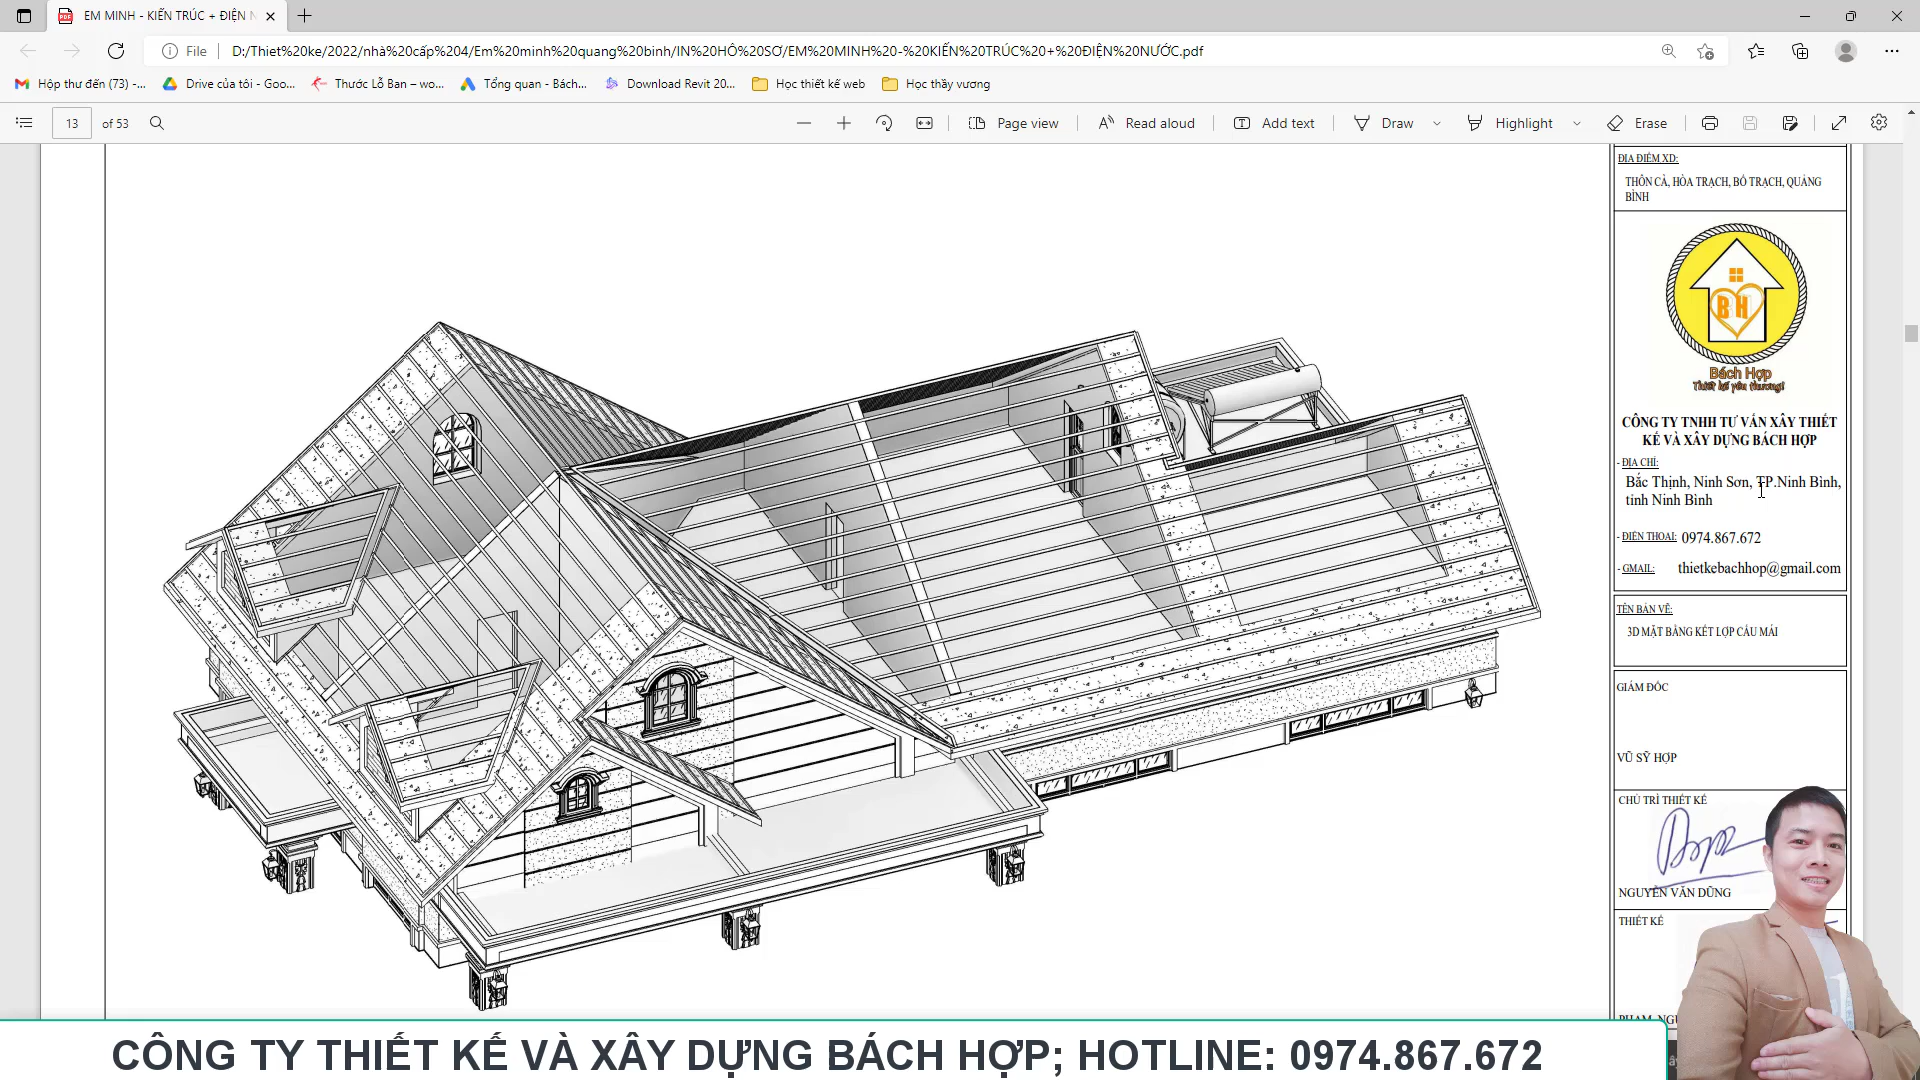 EM MINH - KIẾN TRÚC + ĐIỆN N
File
D:/Thiet%20ke/2022/nhà%20cấp%204/Em%20minh%20quang%20binh/IN%20HỒ%20SƠ/EM%20MINH%20-%20KIẾN%20TRÚC%20+%20ĐIỆN%20NƯỚC.pdf
Hộp thư đến (73) -...
Drive của tôi - Goo...
Thước Lỗ Ban – wo...
Tổng quan - Bách...
Download Revit 20...
Học thiết kế web
Học thầy vương
13 of 53
Page view
Read aloud
Add text
Draw
Highlight
Erase
ĐỊA ĐIỂM XD:
THÔN CÀ, HÒA TRẠCH, BỐ TRẠCH, QUẢNG
BÌNH
BH
Bách Hợp
Thiết kế yêu thương!
CÔNG TY TNHH TƯ VẤN XÂY THIẾT
KẾ VÀ XÂY DỰNG BÁCH HỢP
- ĐỊA CHỈ:
Bắc Thịnh, Ninh Sơn, TP.Ninh Bình,
tỉnh Ninh Bình
- ĐIỆN THOẠI: 0974.867.672
- GMAIL: thietkebachhop@gmail.com
TÊN BẢN VẼ:
3D MẶT BẰNG KẾT LỢP CẦU MÁI
GIÁM ĐỐC
VŨ SỸ HỢP
CHỦ TRÌ THIẾT KẾ
NGUYỄN VĂN DŨNG
THIẾT KẾ
CÔNG TY THIẾT KẾ VÀ XÂY DỰNG BÁCH HỢP; HOTLINE: 0974.867.672